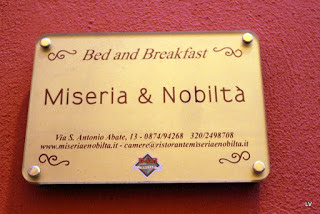 Bed and Breakfast
Miseria & Nobiltà
Via S. Antonio Abate, 13 - 0874/94268 320/2498708
www.miseriaenobilta.it - camere@ristorantemiseriaenobilta.it
LV